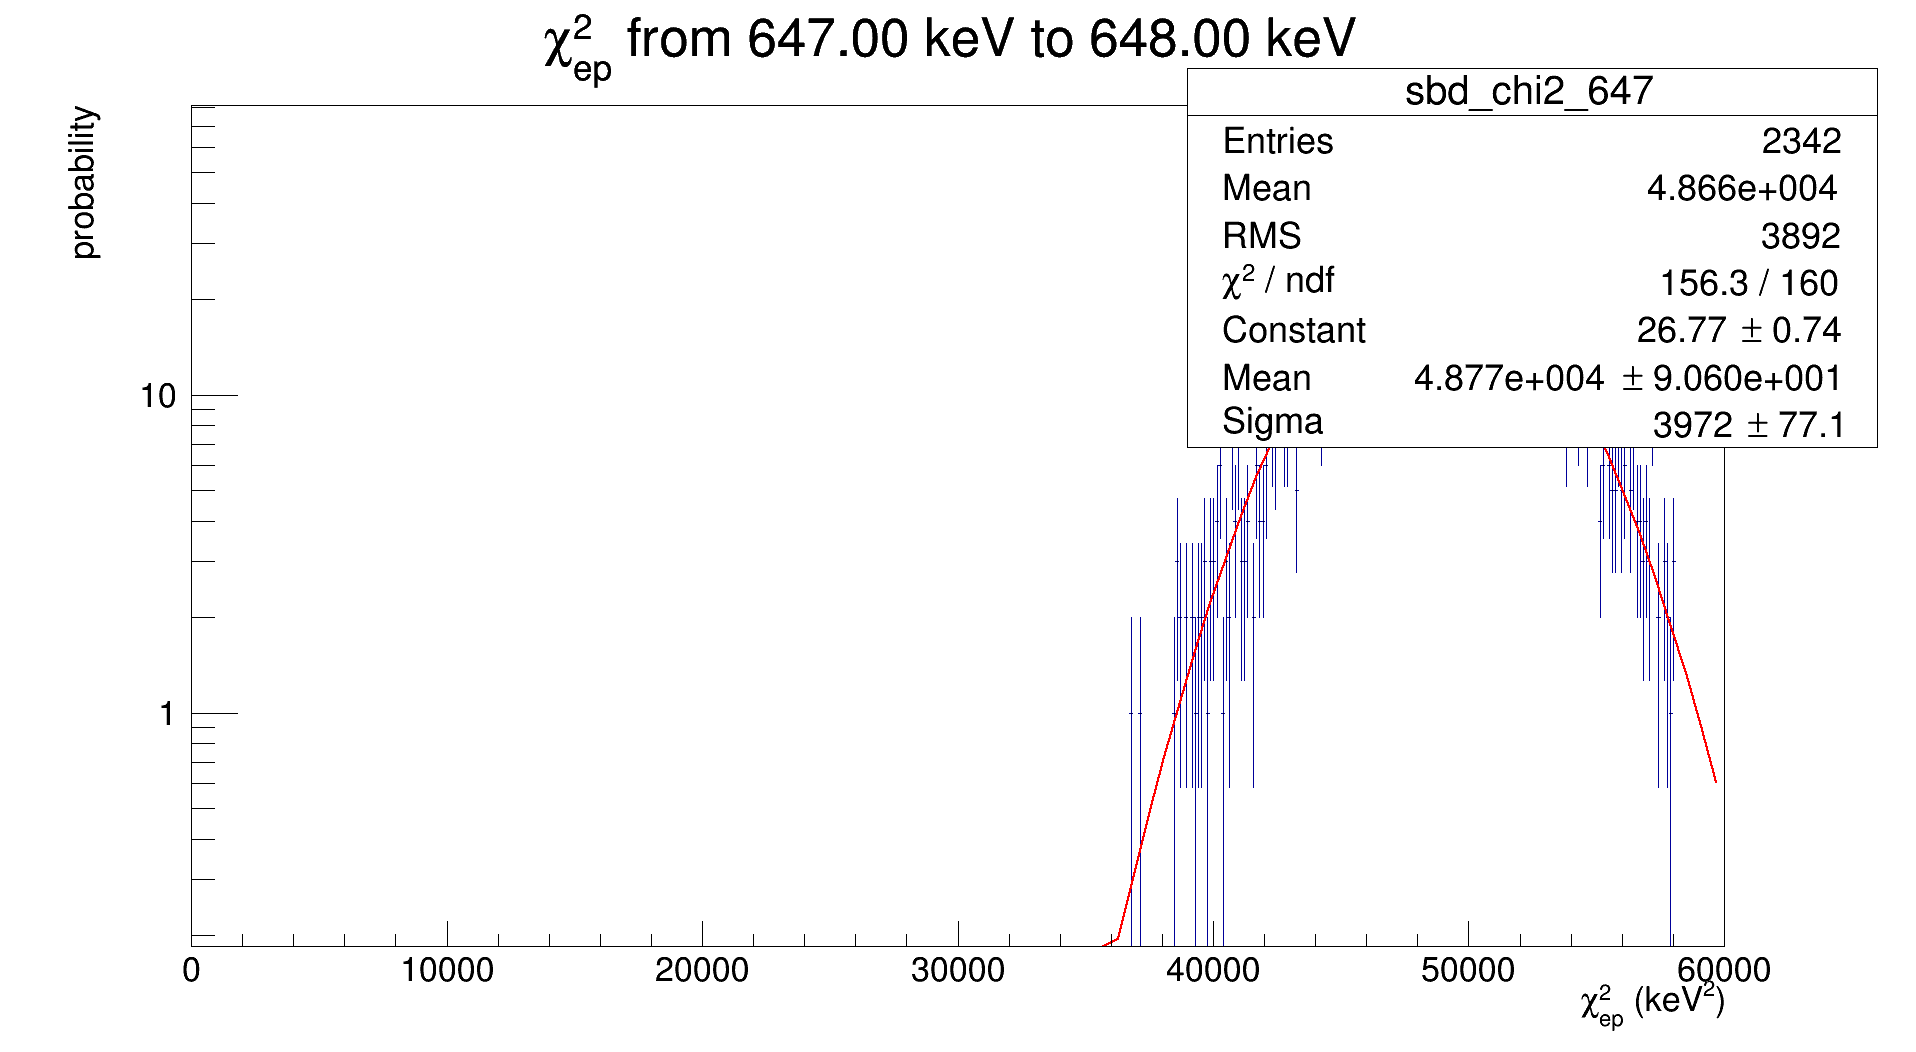 χ²ep from 647.00 keV to 648.00 keV
sbd_chi2_647
Entries 2342
Mean 4.866e+004
RMS 3892
χ² / ndf 156.3 / 160
Constant 26.77 ± 0.74
Mean 4.877e+004 ± 9.060e+001
Sigma 3972 ± 77.1
probability
10
1
0 10000 20000 30000 40000 50000 60000
χ²ep (keV²)